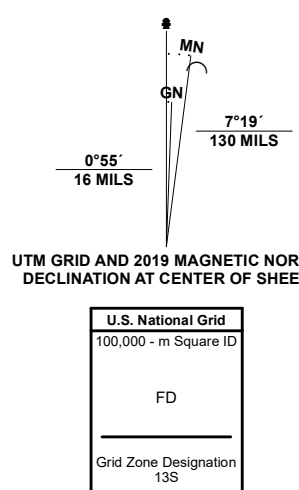 MN
GN
7°19´
130 MILS
0°55´
16 MILS
UTM GRID AND 2019 MAGNETIC NOR
DECLINATION AT CENTER OF SHEE
U.S. National Grid
100,000 - m Square ID
FD
Grid Zone Designation
13S